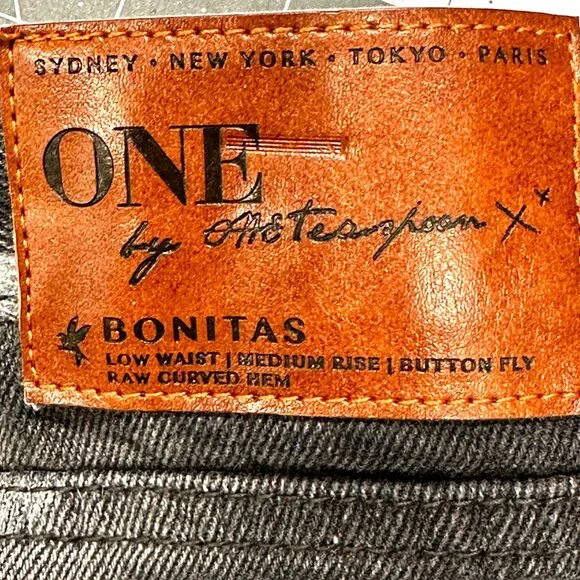 SYDNEY • NEW YORK • TOKYO • PARIS
ONE
by OneTeaspoon X x
BONITAS
LOW WAIST | MEDIUM RISE | BUTTON FLY
RAW CURVED HEM